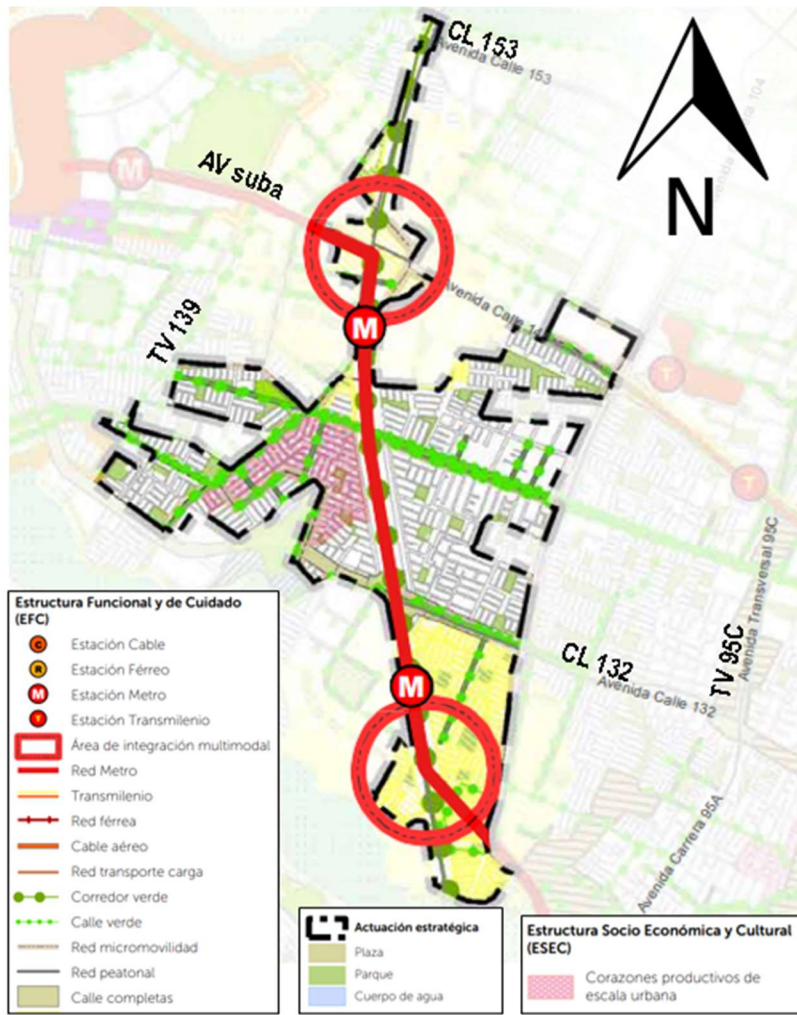 CL 153
Avenida Calle 153
AV suba
M
N
Avenida Calle 1
M
TV 139
T
T
Avenida Transversal 95C
TV 95C
CL 132
Avenida Calle 132
M
Avenida Carrera 95A
Estructura Funcional y de Cuidado
(EFC)
C Estación Cable
R Estación Férreo
M Estación Metro
T Estación Transmilenio
Área de integración multimodal
Red Metro
Transmilenio
Red férrea
Cable aéreo
Red transporte carga
Corredor verde
Calle verde
Red micromovilidad
Red peatonal
Calle completas
Actuación estratégica
Plaza
Parque
Cuerpo de agua
Estructura Socio Económica y Cultural
(ESEC)
Corazones productivos de
escala urbana